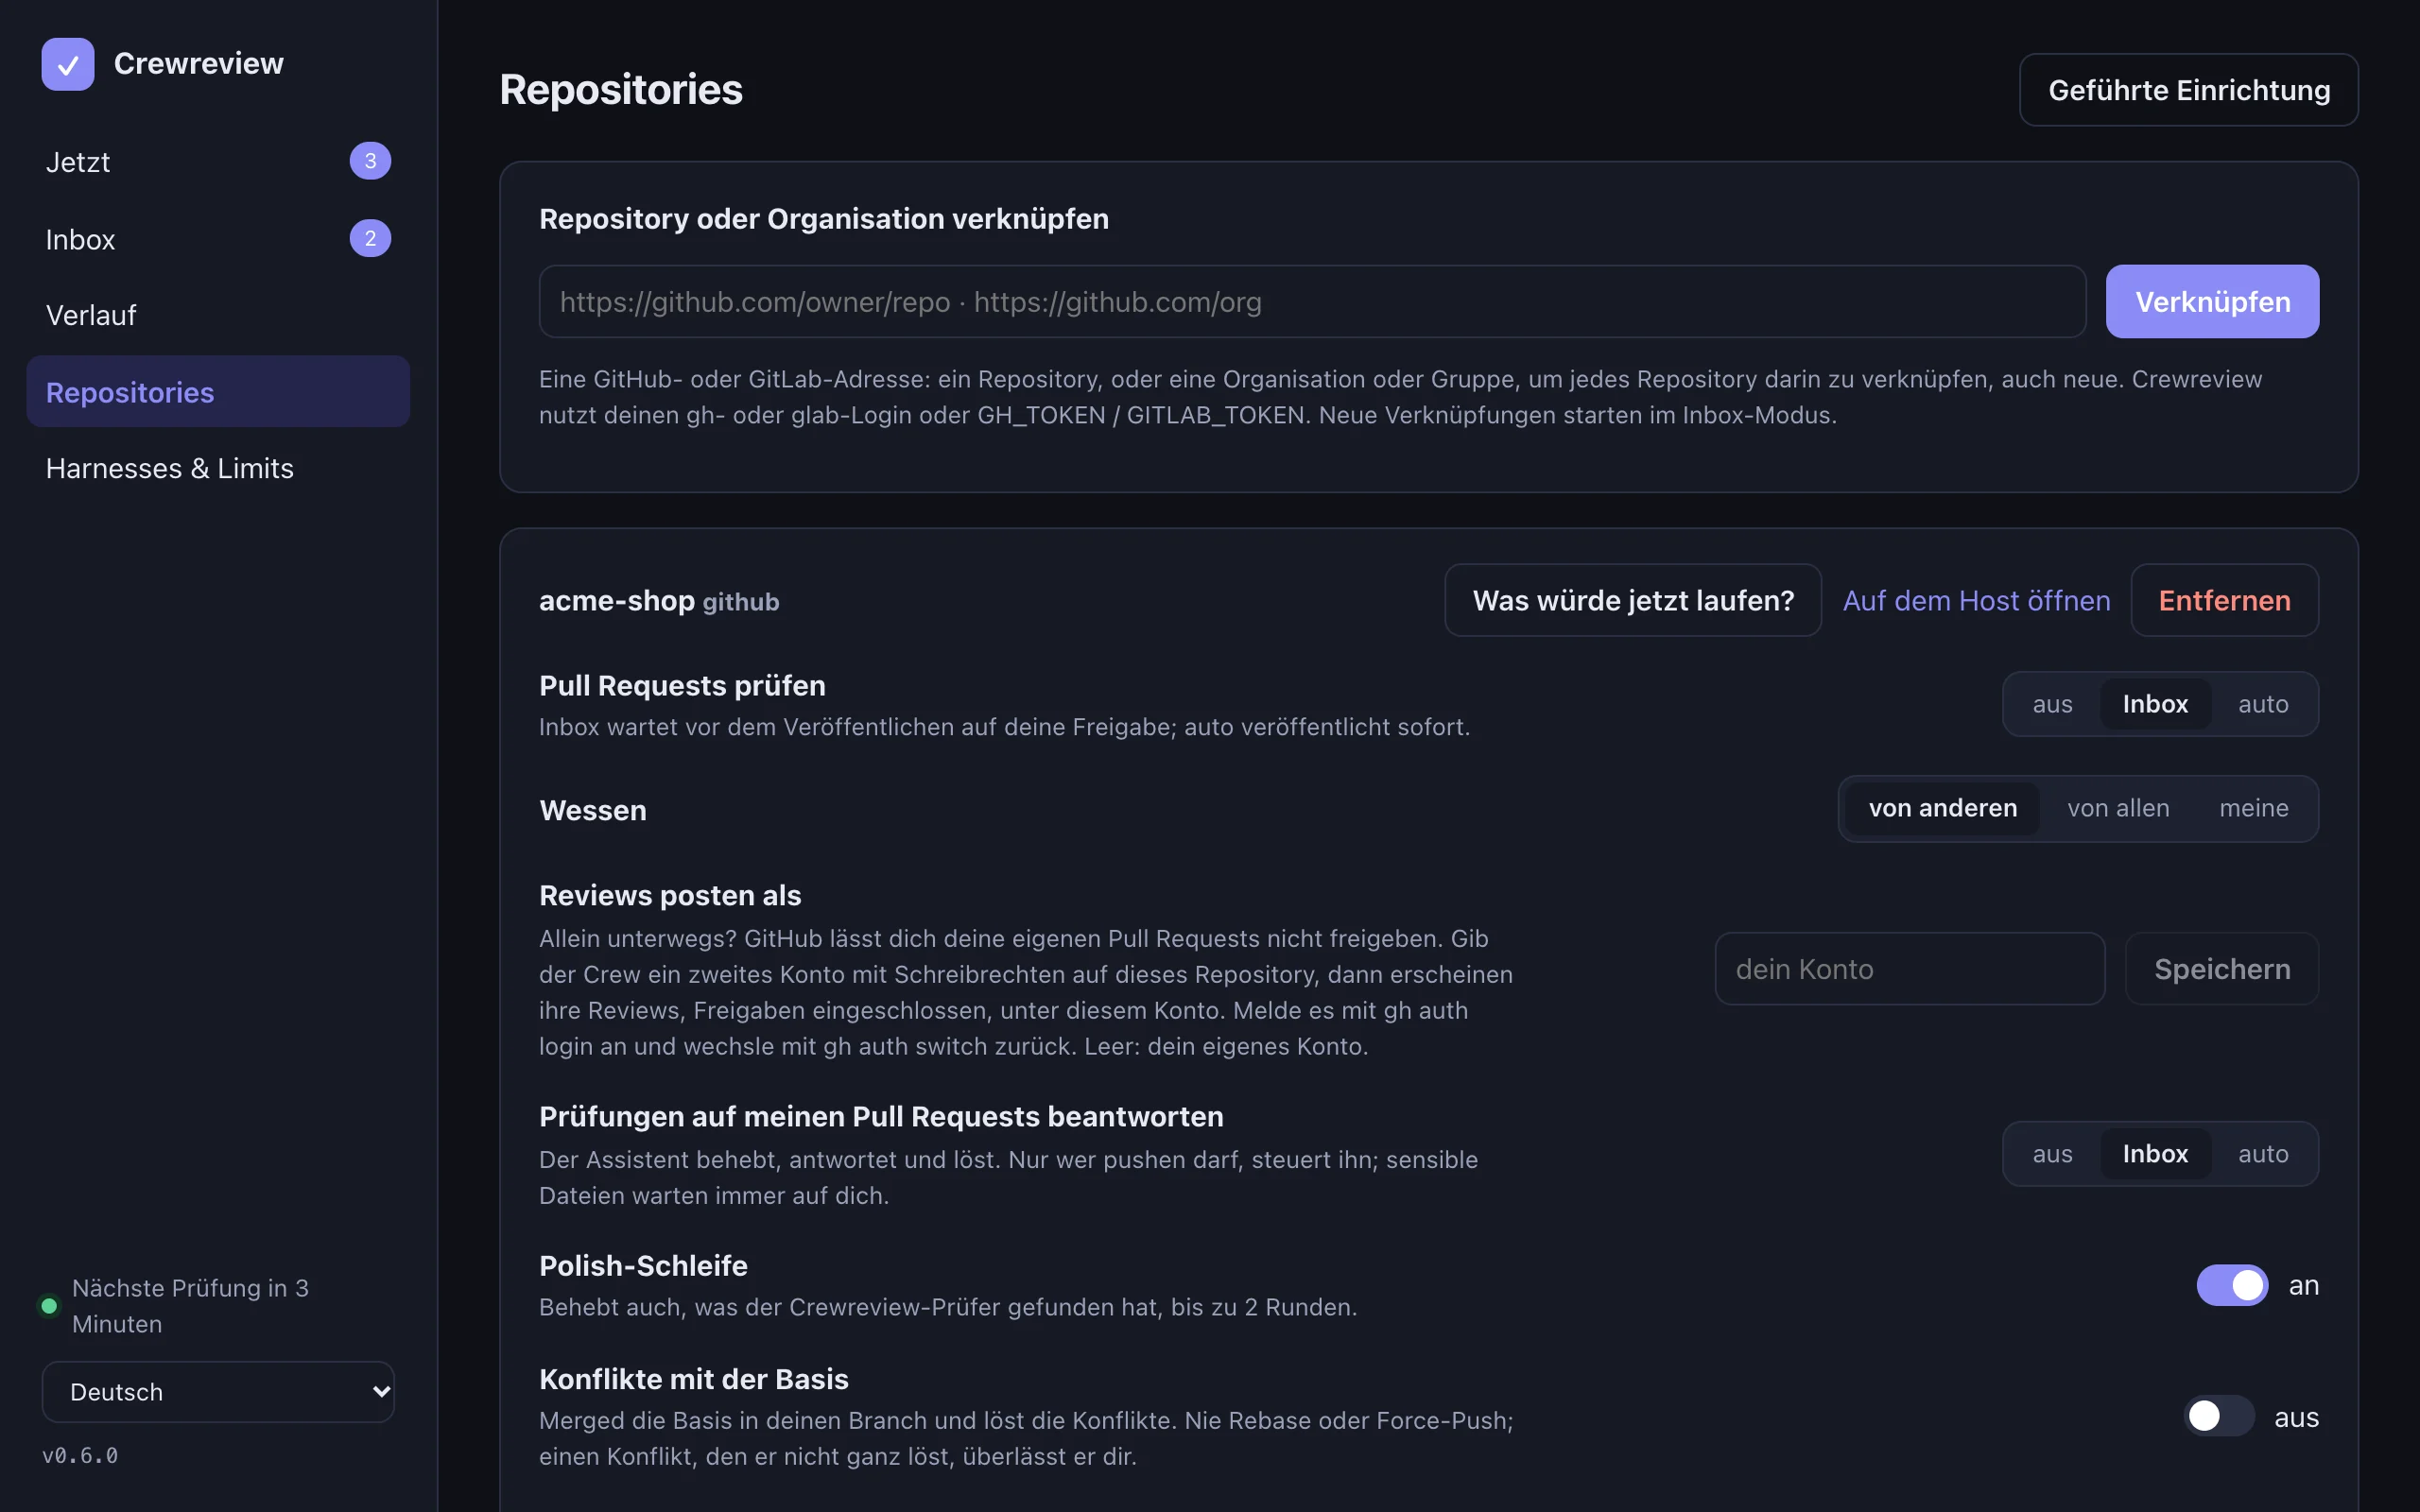 Crewreview
Jetzt
3
Inbox
2
Verlauf
Repositories
Harnesses & Limits
Nächste Prüfung in 3
Minuten
Deutsch
v0.6.0
Repositories
Geführte Einrichtung
Repository oder Organisation verknüpfen
https://github.com/owner/repo · https://github.com/org
Verknüpfen
Eine GitHub- oder GitLab-Adresse: ein Repository, oder eine Organisation oder Gruppe, um jedes Repository darin zu verknüpfen, auch neue. Crewreview
nutzt deinen gh- oder glab-Login oder GH_TOKEN / GITLAB_TOKEN. Neue Verknüpfungen starten im Inbox-Modus.
acme-shop github
Was würde jetzt laufen?
Auf dem Host öffnen
Entfernen
Pull Requests prüfen
Inbox wartet vor dem Veröffentlichen auf deine Freigabe; auto veröffentlicht sofort.
aus Inbox auto
Wessen
von anderen von allen meine
Reviews posten als
Allein unterwegs? GitHub lässt dich deine eigenen Pull Requests nicht freigeben. Gib
der Crew ein zweites Konto mit Schreibrechten auf dieses Repository, dann erscheinen
ihre Reviews, Freigaben eingeschlossen, unter diesem Konto. Melde es mit gh auth
login an und wechsle mit gh auth switch zurück. Leer: dein eigenes Konto.
dein Konto
Speichern
Prüfungen auf meinen Pull Requests beantworten
Der Assistent behebt, antwortet und löst. Nur wer pushen darf, steuert ihn; sensible
Dateien warten immer auf dich.
aus Inbox auto
Polish-Schleife
Behebt auch, was der Crewreview-Prüfer gefunden hat, bis zu 2 Runden.
an
Konflikte mit der Basis
Merged die Basis in deinen Branch und löst die Konflikte. Nie Rebase oder Force-Push;
einen Konflikt, den er nicht ganz löst, überlässt er dir.
aus